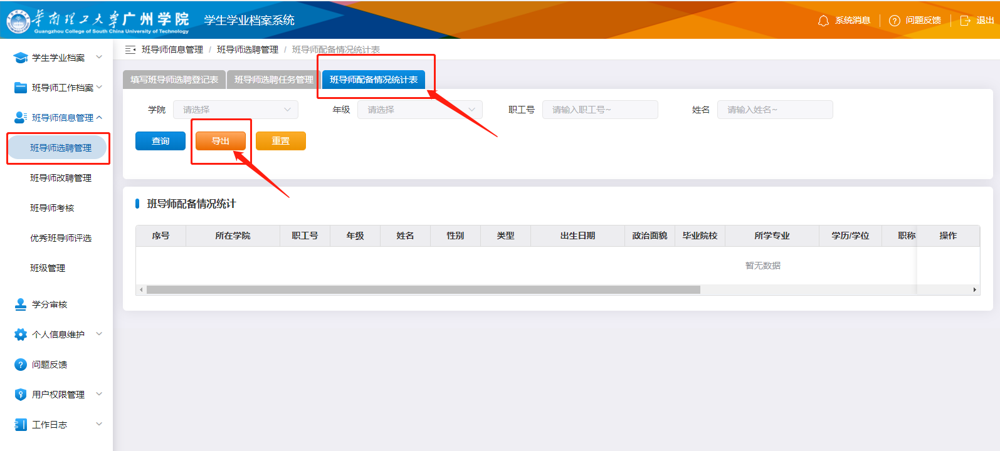 华南理工大学广州学院
Guangzhou College of South China University of Technology
学生学业档案系统
系统消息
问题反馈
退出
学生学业档案
班导师工作档案
班导师信息管理
班导师选聘管理
班导师改聘管理
班导师考核
优秀班导师评选
班级管理
学分审核
个人信息维护
问题反馈
用户权限管理
工作日志
班导师信息管理 / 班导师选聘管理 / 班导师配备情况统计表
填写班导师选聘登记表 班导师选聘任务管理 班导师配备情况统计表
学院 请选择 年级 请选择 职工号 请输入职工号~ 姓名 请输入姓名~
查询 导出 重置
班导师配备情况统计
序号 所在学院 职工号 年级 姓名 性别 类型 出生日期 政治面貌 毕业院校 所学专业 学历/学位 职称 操作
暂无数据